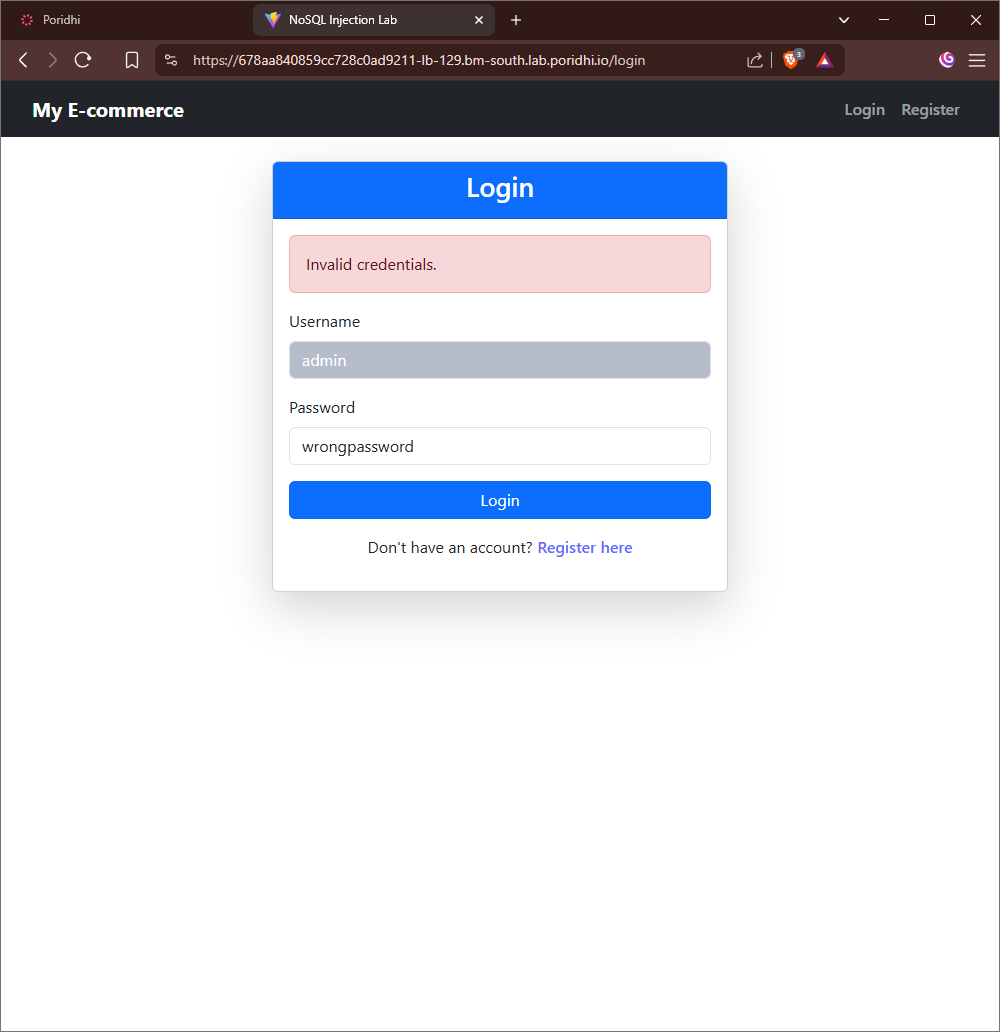 Poridhi
NoSQL Injection Lab
https://678aa840859cc728c0ad9211-lb-129.bm-south.lab.poridhi.io/login
3
My E-commerce
Login Register
Login
Invalid credentials.
Username
admin
Password
wrongpassword
Login
Don't have an account? Register here